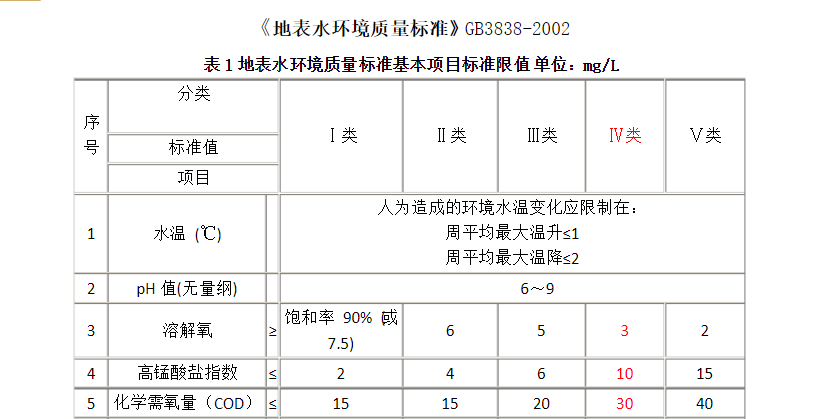 《地表水环境质量标准》GB3838-2002
表 1 地表水环境质量标准基本项目标准限值 单位：mg/L
序号 分类 标准值 项目 Ⅰ类 Ⅱ类 Ⅲ类 Ⅳ类 Ⅴ类
1 水温 (℃) 人为造成的环境水温变化应限制在：
周平均最大温升≤1
周平均最大温降≤2
2 pH 值(无量纲) 6～9
3 溶解氧 ≥ 饱和率 90% (或 7.5) 6 5 3 2
4 高锰酸盐指数 ≤ 2 4 6 10 15
5 化学需氧量（COD） ≤ 15 15 20 30 40